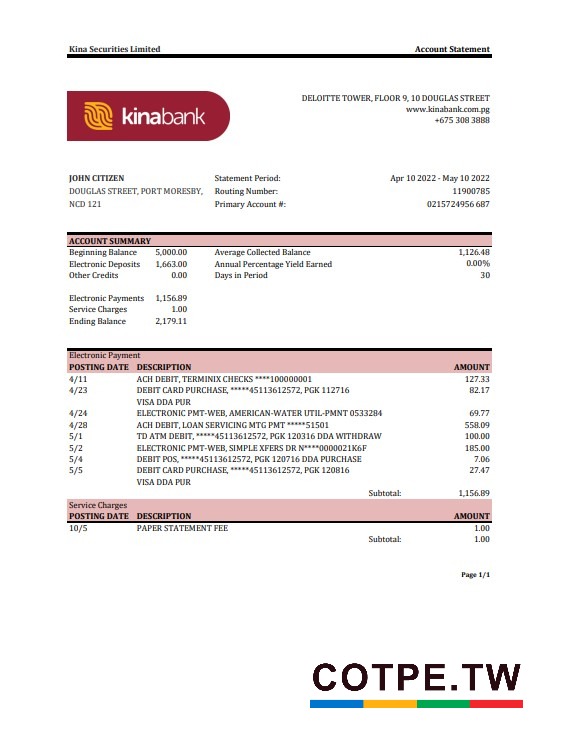 Kina Securities Limited Account Statement
kinabank
DELOITTE TOWER, FLOOR 9, 10 DOUGLAS STREET
www.kinabank.com.pg
+675 308 3888
JOHN CITIZEN Statement Period: Apr 10 2022 - May 10 2022
DOUGLAS STREET, PORT MORESBY, Routing Number: 11900785
NCD 121 Primary Account #: 0215724956 687
ACCOUNT SUMMARY
Beginning Balance 5,000.00 Average Collected Balance 1,126.48
Electronic Deposits 1,663.00 Annual Percentage Yield Earned 0.00%
Other Credits 0.00 Days in Period 30
Electronic Payments 1,156.89
Service Charges 1.00
Ending Balance 2,179.11
Electronic Payment
POSTING DATE DESCRIPTION AMOUNT
4/11 ACH DEBIT, TERMINIX CHECKS ****100000001 127.33
4/23 DEBIT CARD PURCHASE, *****45113612572, PGK 112716 82.17
VISA DDA PUR
4/24 ELECTRONIC PMT-WEB, AMERICAN-WATER UTIL-PMNT 0533284 69.77
4/28 ACH DEBIT, LOAN SERVICING MTG PMT *****51501 558.09
5/1 TD ATM DEBIT, *****45113612572, PGK 120316 DDA WITHDRAW 100.00
5/2 ELECTRONIC PMT-WEB, SIMPLE XFERS DR N****0000021K6F 185.00
5/4 DEBIT POS, *****45113612572, PGK 120716 DDA PURCHASE 7.06
5/5 DEBIT CARD PURCHASE, *****45113612572, PGK 120816 27.47
VISA DDA PUR
Subtotal: 1,156.89
Service Charges
POSTING DATE DESCRIPTION AMOUNT
10/5 PAPER STATEMENT FEE 1.00
Subtotal: 1.00
Page 1/1
COTPE.TW